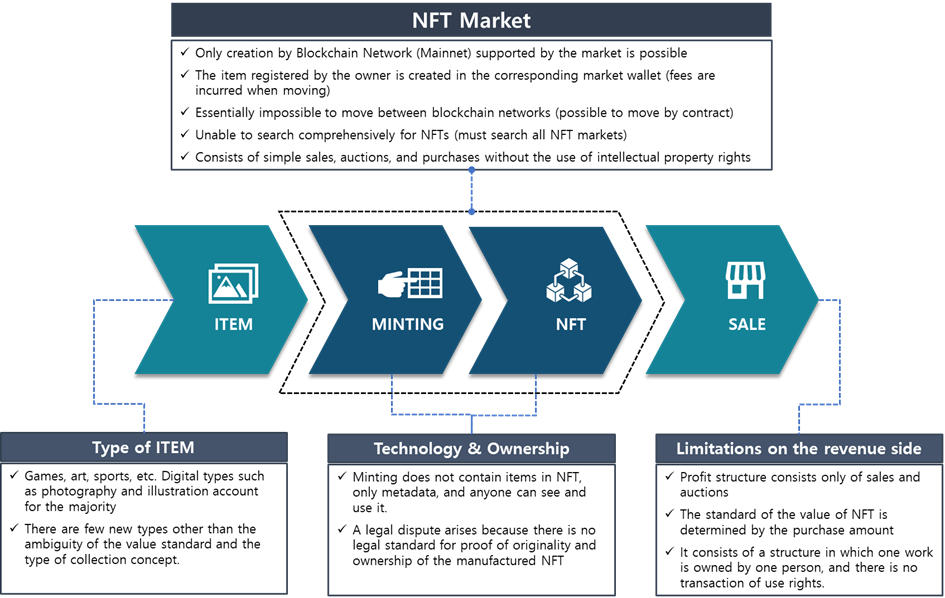 NFT Market
✓ Only creation by Blockchain Network (Mainnet) supported by the market is possible
✓ The item registered by the owner is created in the corresponding market wallet (fees are
incurred when moving)
✓ Essentially impossible to move between blockchain networks (possible to move by contract)
✓ Unable to search comprehensively for NFTs (must search all NFT markets)
✓ Consists of simple sales, auctions, and purchases without the use of intellectual property rights
ITEM
MINTING
NFT
SALE
Type of ITEM
✓ Games, art, sports, etc. Digital types such
as photography and illustration account
for the majority
✓ There are few new types other than the
ambiguity of the value standard and the
type of collection concept.
Technology & Ownership
✓ Minting does not contain items in NFT,
only metadata, and anyone can see and
use it.
✓ A legal dispute arises because there is no
legal standard for proof of originality and
ownership of the manufactured NFT
Limitations on the revenue side
✓ Profit structure consists only of sales and
auctions
✓ The standard of the value of NFT is
determined by the purchase amount
✓ It consists of a structure in which one work
is owned by one person, and there is no
transaction of use rights.